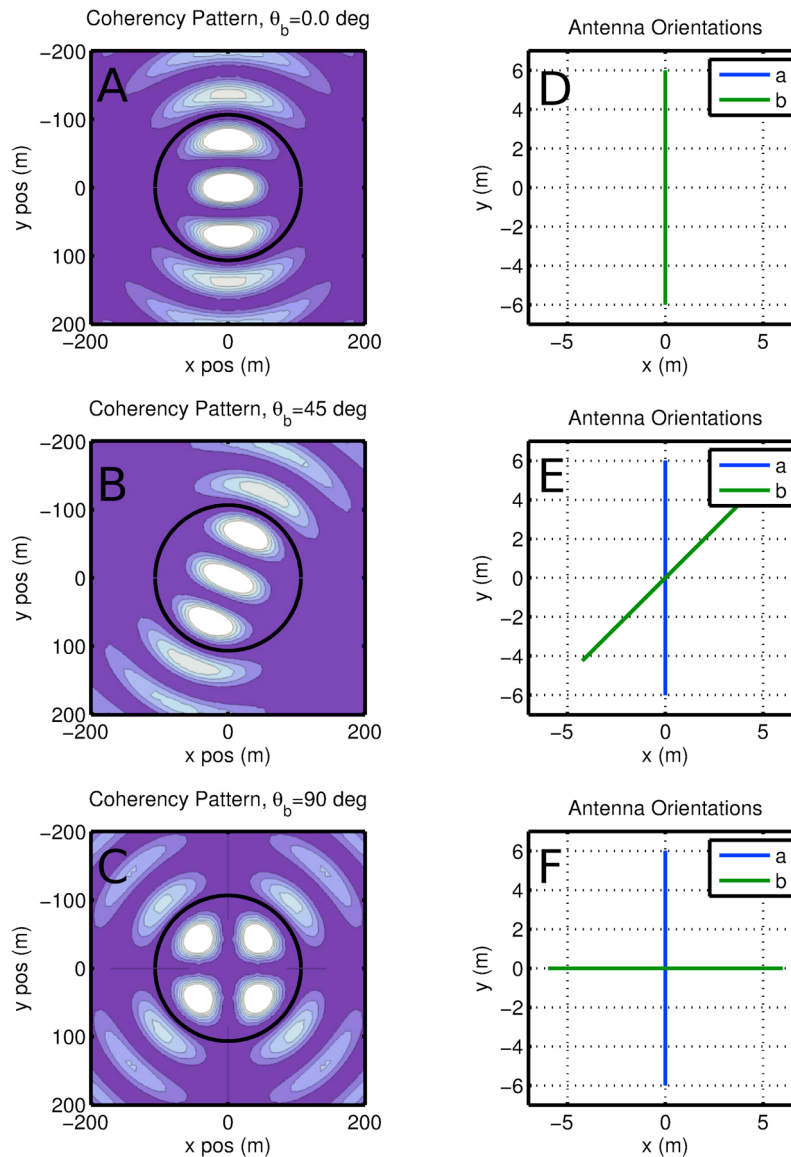 Coherency Pattern, θb=0.0 deg
A
-200
-100
0
100
200
y pos (m)
-200
0
200
x pos (m)
Antenna Orientations
D
a
b
6
4
2
0
-2
-4
-6
y (m)
-5
0
5
x (m)
Coherency Pattern, θb=45 deg
B
-200
-100
0
100
200
y pos (m)
-200
0
200
x pos (m)
Antenna Orientations
E
a
b
6
4
2
0
-2
-4
-6
y (m)
-5
0
5
x (m)
Coherency Pattern, θb=90 deg
C
-200
-100
0
100
200
y pos (m)
-200
0
200
x pos (m)
Antenna Orientations
F
a
b
6
4
2
0
-2
-4
-6
y (m)
-5
0
5
x (m)